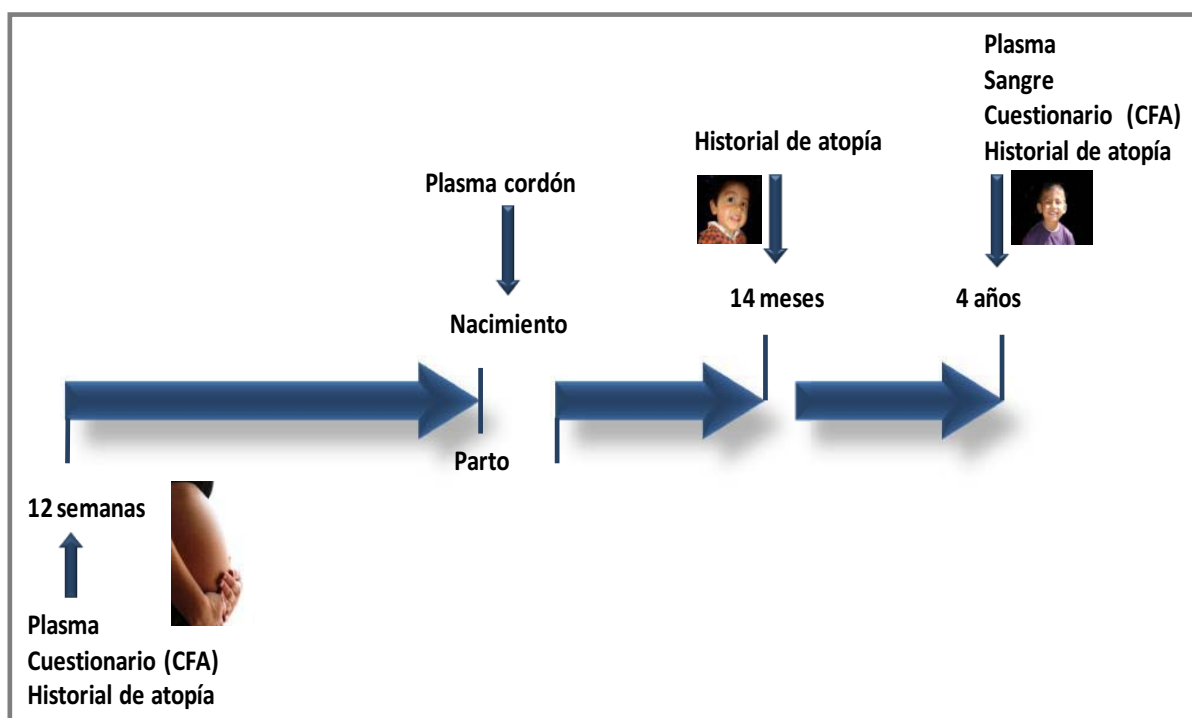 Plasma
Sangre
Cuestionario (CFA)
Historial de atopía
Historial de atopía
Plasma cordón
14 meses
4 años
Nacimiento
Parto
12 semanas
Plasma
Cuestionario (CFA)
Historial de atopía